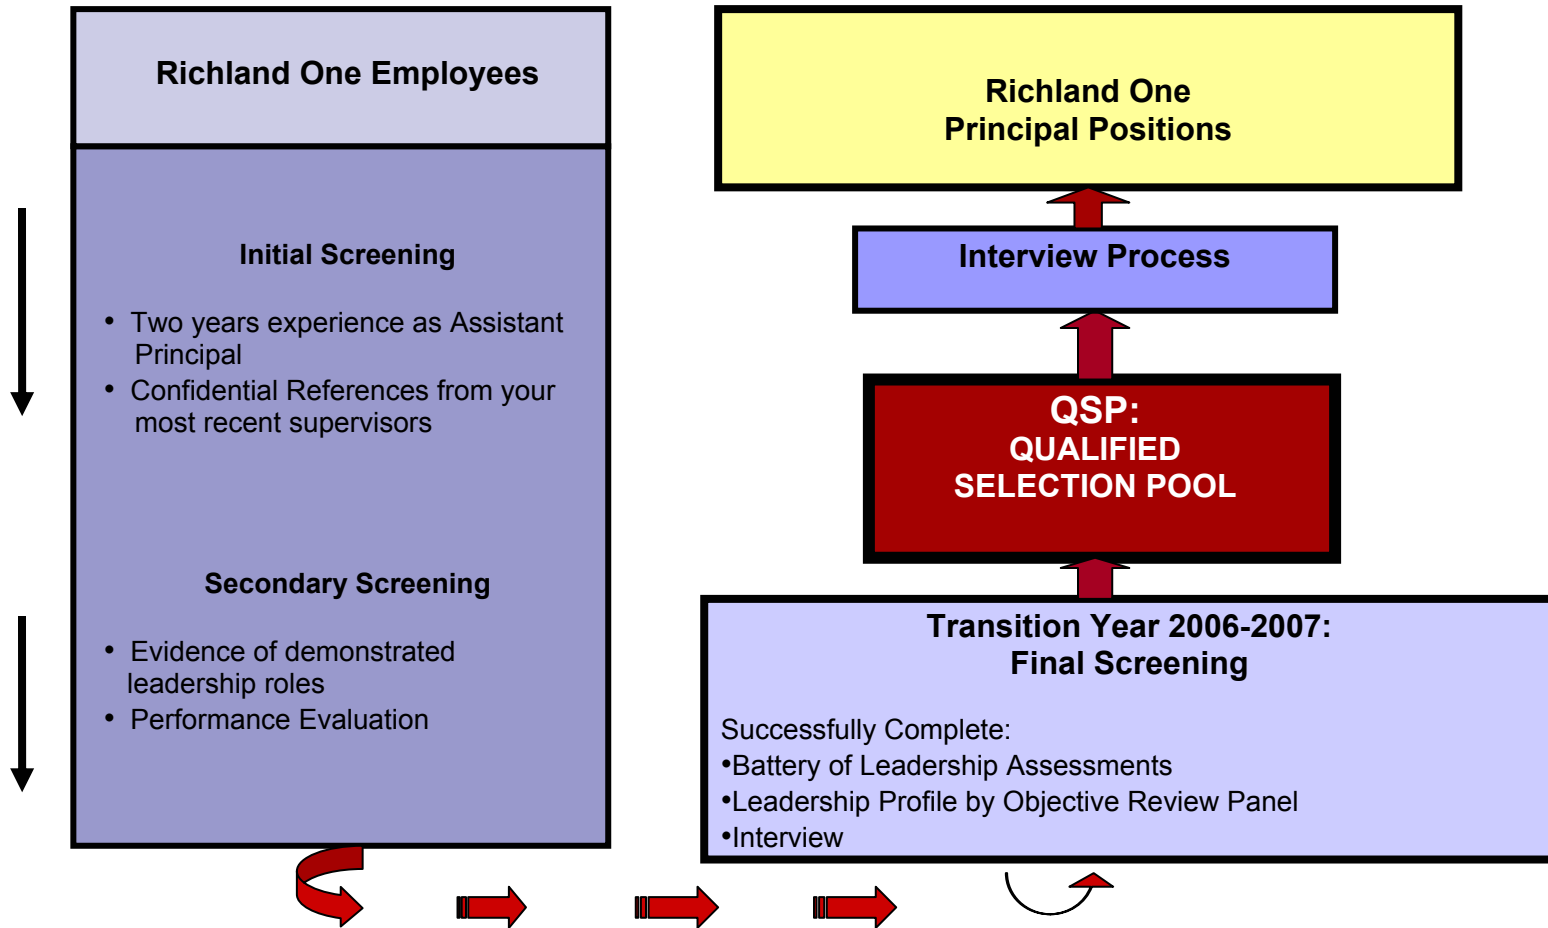 Richland One Employees
Initial Screening
• Two years experience as Assistant
Principal
• Confidential References from your
most recent supervisors
Secondary Screening
• Evidence of demonstrated
leadership roles
• Performance Evaluation
Richland One
Principal Positions
Interview Process
QSP:
QUALIFIED
SELECTION POOL
Transition Year 2006-2007:
Final Screening
Successfully Complete:
•Battery of Leadership Assessments
•Leadership Profile by Objective Review Panel
•Interview